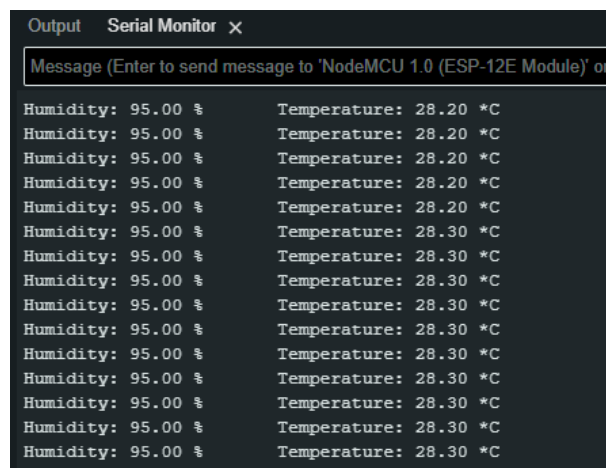 Output Serial Monitor ×
Message (Enter to send message to 'NodeMCU 1.0 (ESP-12E Module)'
Humidity: 95.00 % Temperature: 28.20 *C
Humidity: 95.00 % Temperature: 28.20 *C
Humidity: 95.00 % Temperature: 28.20 *C
Humidity: 95.00 % Temperature: 28.20 *C
Humidity: 95.00 % Temperature: 28.20 *C
Humidity: 95.00 % Temperature: 28.30 *C
Humidity: 95.00 % Temperature: 28.30 *C
Humidity: 95.00 % Temperature: 28.30 *C
Humidity: 95.00 % Temperature: 28.30 *C
Humidity: 95.00 % Temperature: 28.30 *C
Humidity: 95.00 % Temperature: 28.30 *C
Humidity: 95.00 % Temperature: 28.30 *C
Humidity: 95.00 % Temperature: 28.30 *C
Humidity: 95.00 % Temperature: 28.30 *C
Humidity: 95.00 % Temperature: 28.30 *C